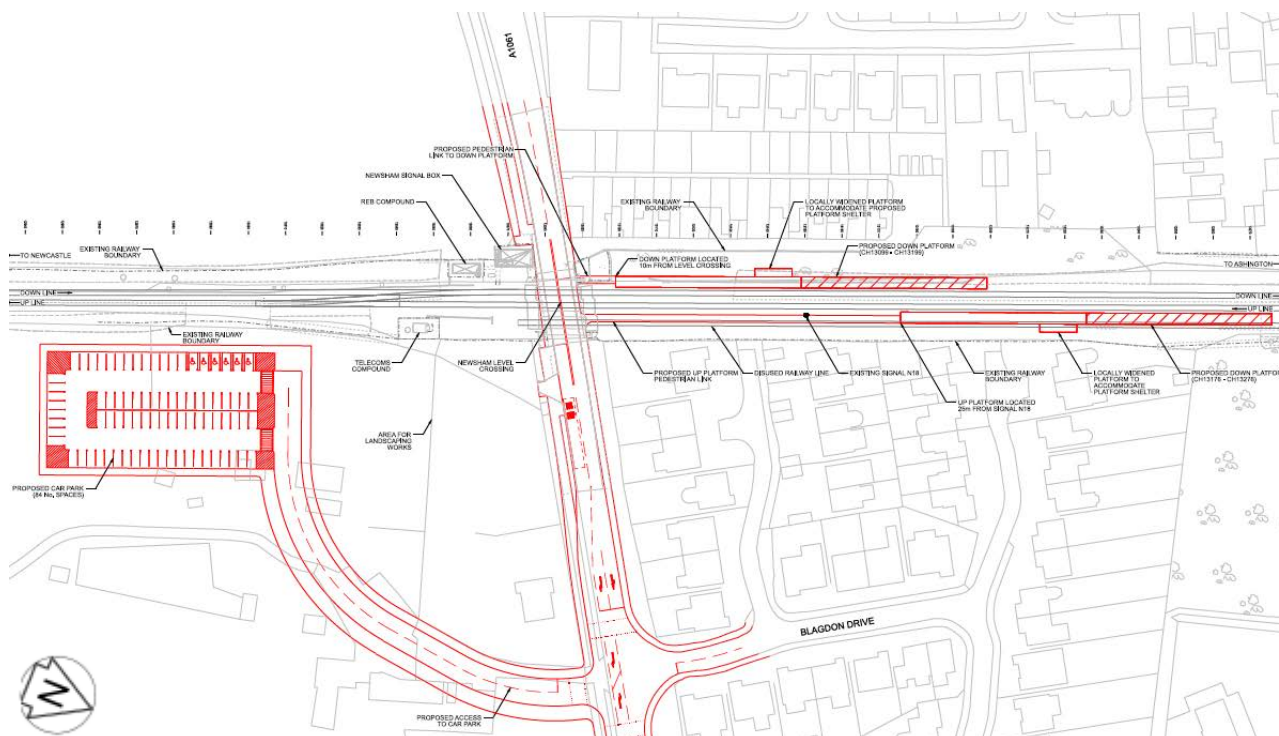 A1061
PROPOSED PEDESTRIAN
LINK TO DOWN PLATFORM
NEWSHAM SIGNAL BOX
REB COMPOUND
EXISTING RAILWAY
BOUNDARY
LOCALLY WIDENED PLATFORM
TO ACCOMMODATE PROPOSED
PLATFORM SHELTER
EXISTING RAILWAY
BOUNDARY
TO NEWCASTLE
DOWN PLATFORM LOCATED
10m FROM LEVEL CROSSING
PROPOSED DOWN PLATFORM
(CH13099 - CH13199)
TO ASHINGTON
DOWN LINE
UP LINE
DOWN LINE
UP LINE
EXISTING RAILWAY
BOUNDARY
TELECOMS
COMPOUND
NEWSHAM LEVEL
CROSSING
PROPOSED UP PLATFORM
PEDESTRIAN LINK
DISUSED RAILWAY LINE
EXISTING SIGNAL N18
EXISTING RAILWAY
BOUNDARY
LOCALLY WIDENED
PLATFORM TO
ACCOMMODATE
PLATFORM SHELTER
PROPOSED DOWN PLATFO
(CH13176 - CH13276)
UP PLATFORM LOCATED
25m FROM SIGNAL N18
AREA FOR
LANDSCAPING
WORKS
PROPOSED CAR PARK
(84 No. SPACES)
BLAGDON DRIVE
PROPOSED ACCESS
TO CAR PARK
N